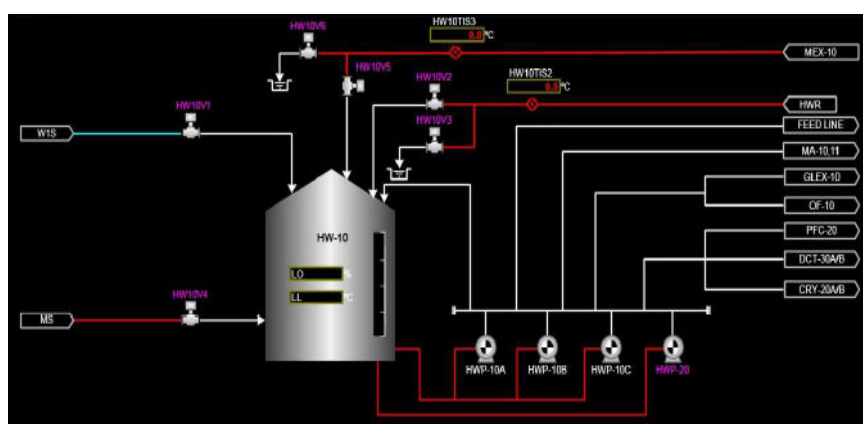 HW10TIS3
HW10V6
0.0 °C
MEX-10
HW10V5
HW10TIS2
HW10V2
0.0 °C
HWR
HW10V1
HW10V3
FEED LINE
W1S
MA-10,11
GLEX-10
OF-10
HW-10
PFC-20
LO %
DCT-30A/B
LL °C
HW10V4
CRY-20A/B
MS
HWP-10A
HWP-10B
HWP-10C
HWP-20